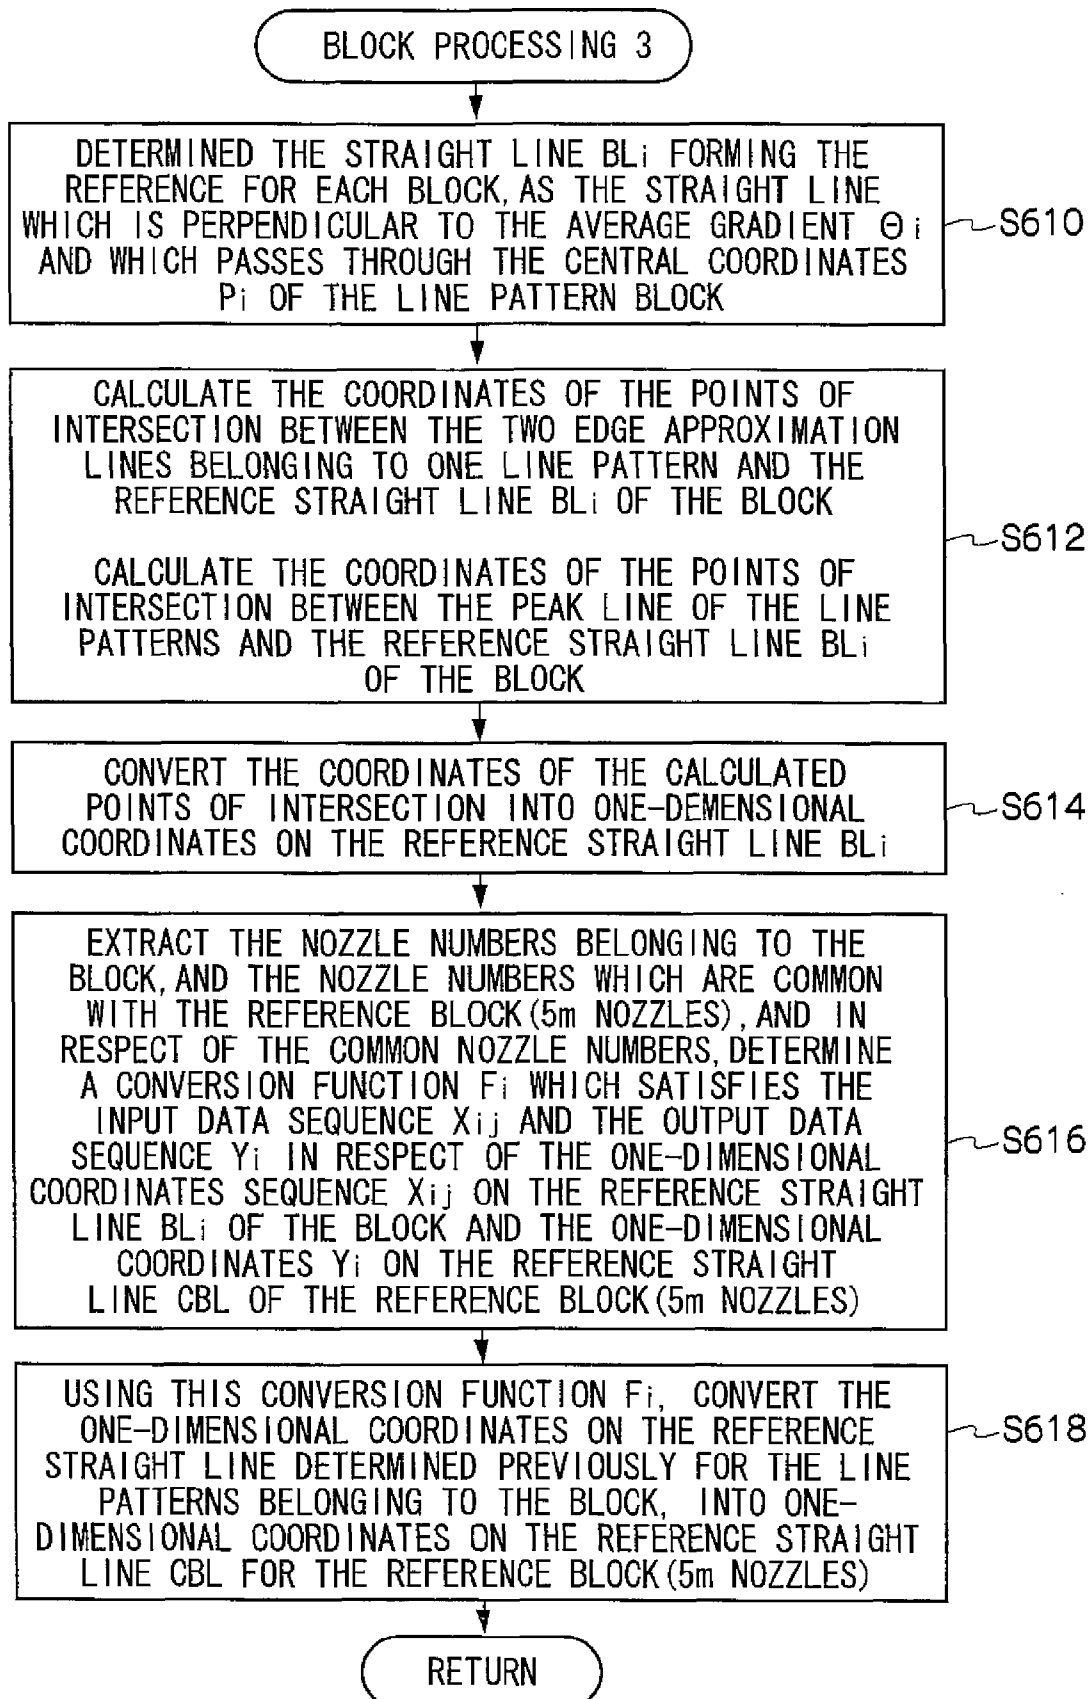 BLOCK PROCESSING 3
DETERMINED THE STRAIGHT LINE BLi FORMING THE
REFERENCE FOR EACH BLOCK, AS THE STRAIGHT LINE
WHICH IS PERPENDICULAR TO THE AVERAGE GRADIENT Θi
AND WHICH PASSES THROUGH THE CENTRAL COORDINATES
Pi OF THE LINE PATTERN BLOCK
S610
CALCULATE THE COORDINATES OF THE POINTS OF
INTERSECTION BETWEEN THE TWO EDGE APPROXIMATION
LINES BELONGING TO ONE LINE PATTERN AND THE
REFERENCE STRAIGHT LINE BLi OF THE BLOCK
CALCULATE THE COORDINATES OF THE POINTS OF
INTERSECTION BETWEEN THE PEAK LINE OF THE LINE
PATTERNS AND THE REFERENCE STRAIGHT LINE BLi
OF THE BLOCK
S612
CONVERT THE COORDINATES OF THE CALCULATED
POINTS OF INTERSECTION INTO ONE-DEMENSIONAL
COORDINATES ON THE REFERENCE STRAIGHT LINE BLi
S614
EXTRACT THE NOZZLE NUMBERS BELONGING TO THE
BLOCK, AND THE NOZZLE NUMBERS WHICH ARE COMMON
WITH THE REFERENCE BLOCK(5m NOZZLES), AND IN
RESPECT OF THE COMMON NOZZLE NUMBERS, DETERMINE
A CONVERSION FUNCTION Fi WHICH SATISFIES THE
INPUT DATA SEQUENCE Xij AND THE OUTPUT DATA
SEQUENCE Yi IN RESPECT OF THE ONE-DIMENSIONAL
COORDINATES SEQUENCE Xij ON THE REFERENCE STRAIGHT
LINE BLi OF THE BLOCK AND THE ONE-DIMENSIONAL
COORDINATES Yi ON THE REFERENCE STRAIGHT
LINE CBL OF THE REFERENCE BLOCK(5m NOZZLES)
S616
USING THIS CONVERSION FUNCTION Fi, CONVERT THE
ONE-DIMENSIONAL COORDINATES ON THE REFERENCE
STRAIGHT LINE DETERMINED PREVIOUSLY FOR THE LINE
PATTERNS BELONGING TO THE BLOCK, INTO ONE-
DIMENSIONAL COORDINATES ON THE REFERENCE STRAIGHT
LINE CBL FOR THE REFERENCE BLOCK(5m NOZZLES)
S618
RETURN